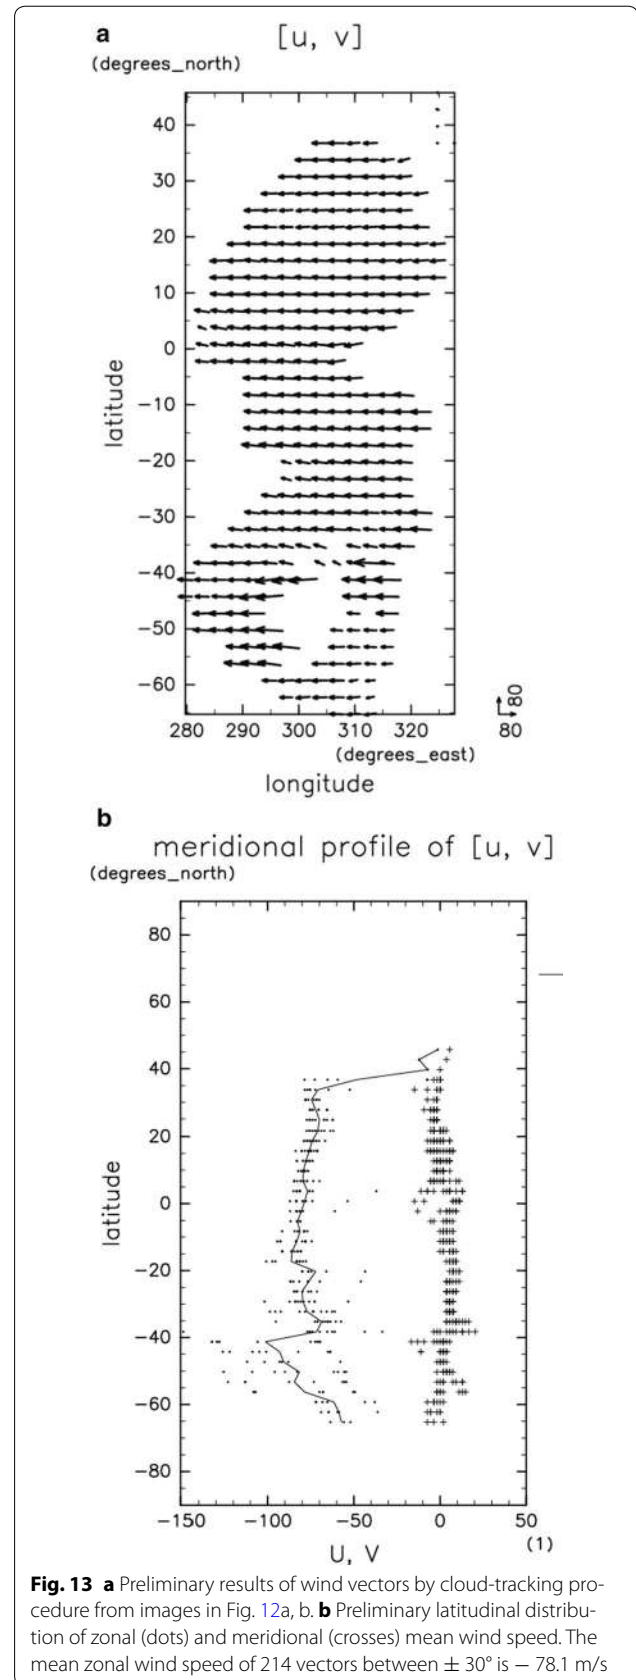 a
[u, v]
(degrees_north)
40
30
20
10
0
−10
−20
−30
−40
−50
−60
latitude
280 290 300 310 320
80
80
(degrees_east)
longitude
b
meridional profile of [u, v]
(degrees_north)
80
60
40
20
0
−20
−40
−60
−80
latitude
−150 −100 −50 0 50
U, V
(1)
Fig. 13 a Preliminary results of wind vectors by cloud-tracking pro-
cedure from images in Fig. 12a, b. b Preliminary latitudinal distribu-
tion of zonal (dots) and meridional (crosses) mean wind speed. The
mean zonal wind speed of 214 vectors between ± 30° is − 78.1 m/s